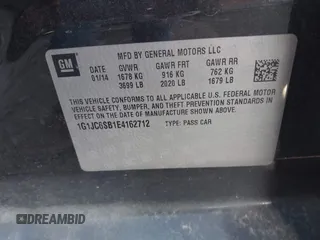 GM
MFD BY GENERAL MOTORS LLC
DATE GVWR GAWR FRT GAWR RR
01/14 1678 KG 916 KG 762 KG
3699 LB 2020 LB 1679 LB
THIS VEHICLE CONFORMS TO ALL APPLICABLE U.S. FEDERAL MOTOR
VEHICLE SAFETY, BUMPER, AND THEFT PREVENTION STANDARDS
IN EFFECT ON THE DATE OF MANUFACTURE SHOWN ABOVE.
1G1JC6SB1E4162712 TYPE: PASS CAR
DREAMBID